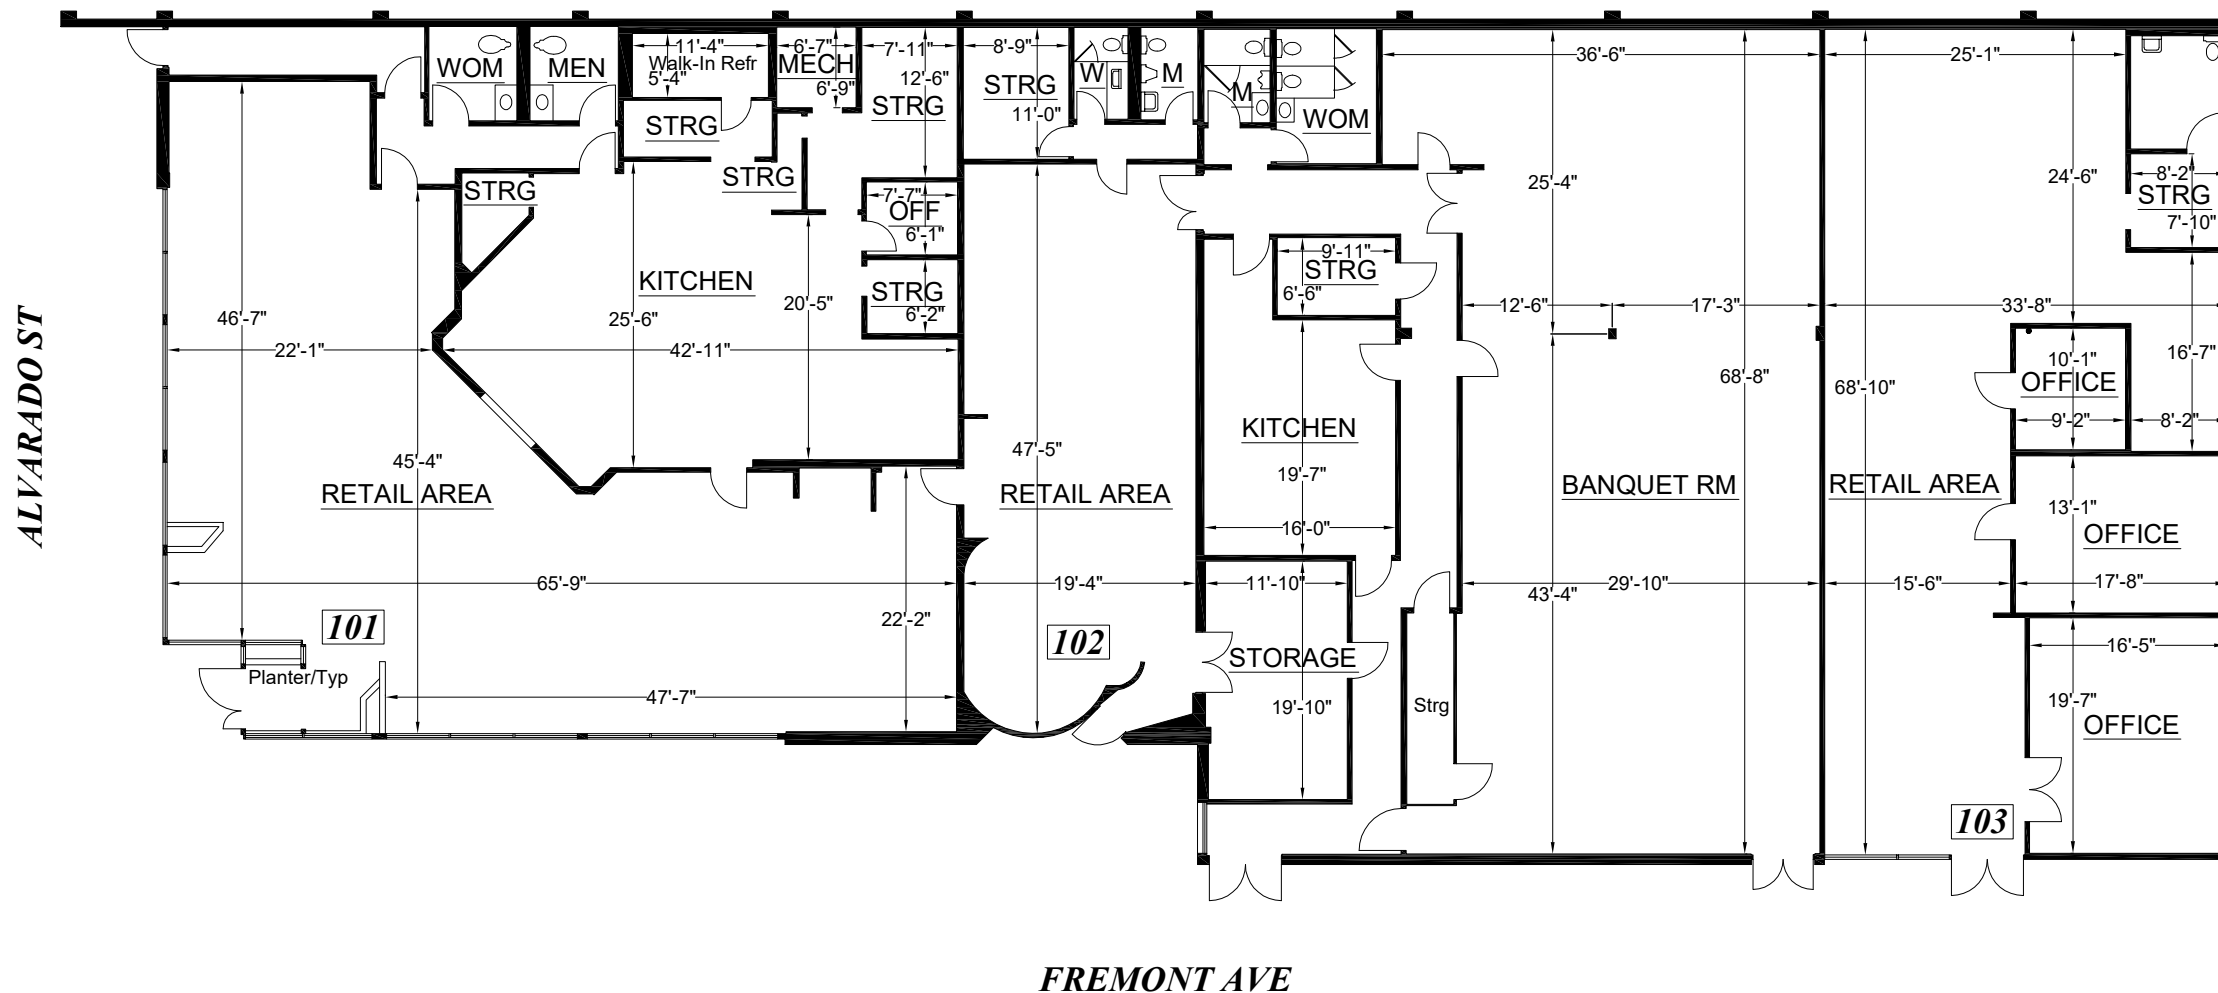 11'-4"
6'-7"
7'-11"
8'-9"
36'-6"
25'-1"
WOM
MEN
Walk-In Refr
5'-4"
MECH
6'-9"
12'-6"
STRG
STRG
11'-0"
W
M
M
WOM
STRG
STRG
STRG
7'-7"
OFF
6'-1"
25'-4"
24'-6"
8'-2"
STRG
7'-10"
KITCHEN
20'-5"
STRG
6'-2"
9'-11"
STRG
6'-6"
12'-6"
17'-3"
33'-8"
ALVARADO ST
46'-7"
25'-6"
22'-1"
42'-11"
68'-8"
68'-10"
10'-1"
OFFICE
9'-2"
16'-7"
8'-2"
KITCHEN
45'-4"
47'-5"
19'-7"
RETAIL AREA
RETAIL AREA
BANQUET RM
RETAIL AREA
13'-1"
OFFICE
16'-0"
65'-9"
19'-4"
11'-10"
29'-10"
43'-4"
15'-6"
17'-8"
22'-2"
101
102
STORAGE
16'-5"
Planter/Typ
47'-7"
19'-10"
Strg
19'-7"
OFFICE
103
FREMONT AVE